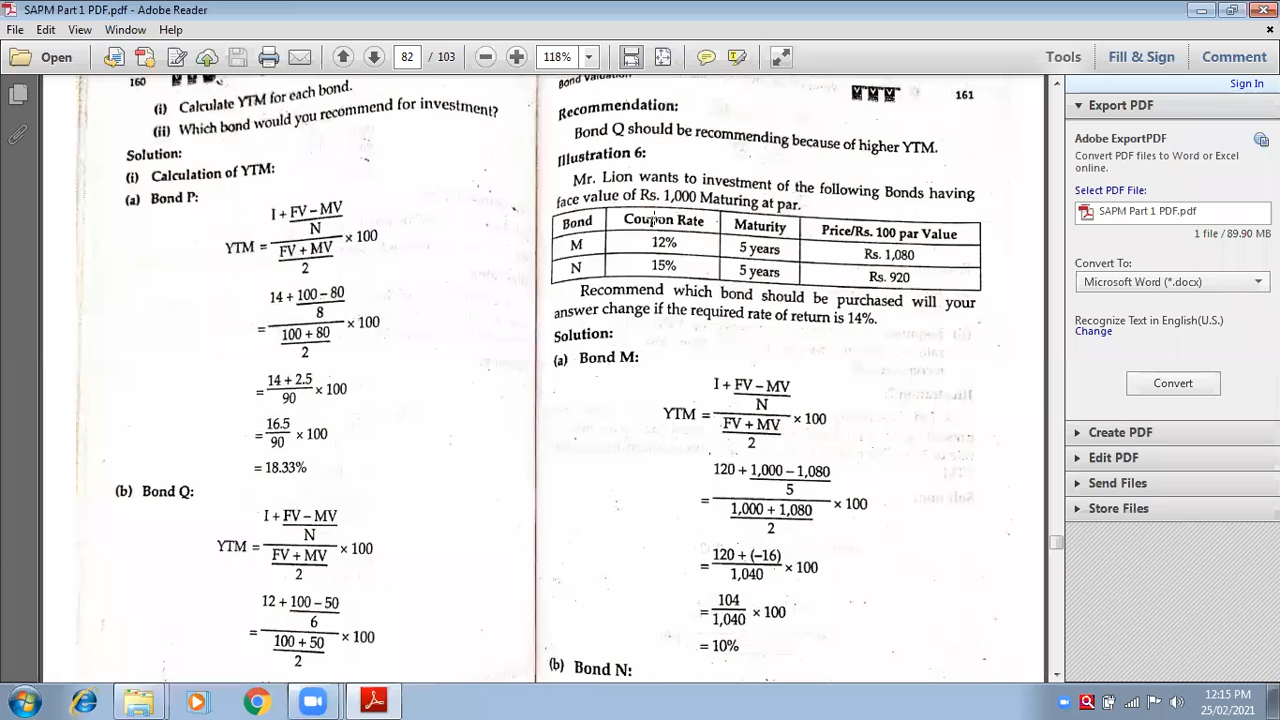 SAPM Part 1 PDF.pdf - Adobe Reader
File Edit View Window Help
Open 82 / 103 118% Tools Fill & Sign Comment
160
(i) Calculate YTM for each bond.
(ii) Which bond would you recommend for investment?
Solution:
(i) Calculation of YTM:
(a) Bond P:
I + FV – MV
N
YTM = × 100
FV + MV
2
14 + 100 – 80
8
= × 100
100 + 80
2
= 14 + 2.5 × 100
90
= 16.5 × 100
90
= 18.33%
(b) Bond Q:
I + FV – MV
N
YTM = × 100
FV + MV
2
12 + 100 – 50
6
= × 100
100 + 50
2
Bond Valuation 161
Recommendation:
Bond Q should be recommending because of higher YTM.
Illustration 6:
Mr. Lion wants to investment of the following Bonds having
face value of Rs. 1,000 Maturing at par.
Bond Coupon Rate Maturity Price/Rs. 100 par Value
M 12% 5 years Rs. 1,080
N 15% 5 years Rs. 920
Recommend which bond should be purchased will your
answer change if the required rate of return is 14%.
Solution:
(a) Bond M:
I + FV – MV
N
YTM = × 100
FV + MV
2
120 + 1,000 – 1,080
5
= × 100
1,000 + 1,080
2
= 120 + (–16) × 100
1,040
= 104 × 100
1,040
= 10%
(b) Bond N:
Sign In
Export PDF
Adobe ExportPDF
Convert PDF files to Word or Excel
online.
Select PDF File:
SAPM Part 1 PDF.pdf
1 file / 89.90 MB
Convert To:
Microsoft Word (*.docx)
Recognize Text in English(U.S.)
Change
Convert
Create PDF
Edit PDF
Send Files
Store Files
12:15 PM
25/02/2021